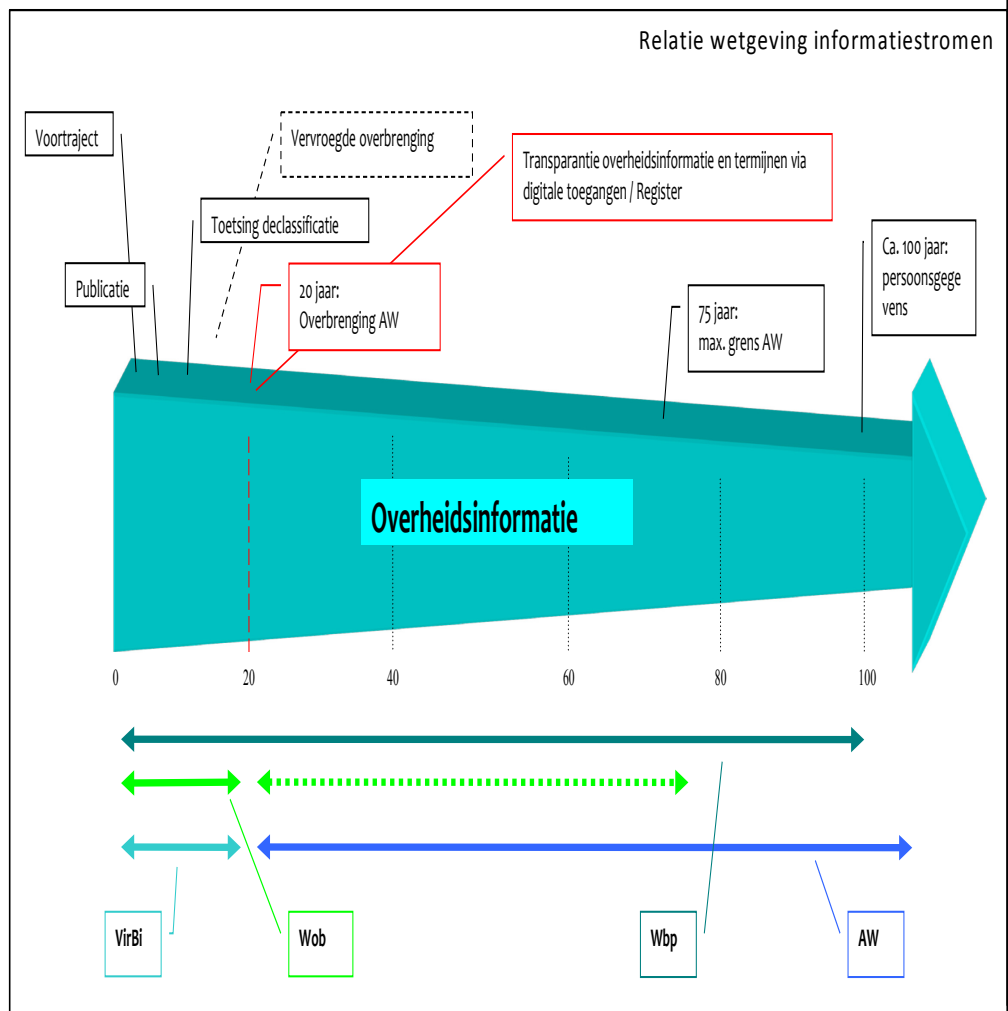 Relatie wetgeving informatiestromen
Voortraject
Vervroegde overbrenging
Transparantie overheidsinformatie en termijnen via
digitale toegangen / Register
Toetsing declassificatie
Ca. 100 jaar:
persoonsgege
vens
Publicatie
20 jaar:
Overbrenging AW
75 jaar:
max. grens AW
Overheidsinformatie
0 20 40 60 80 100
VirBi Wob Wbp AW